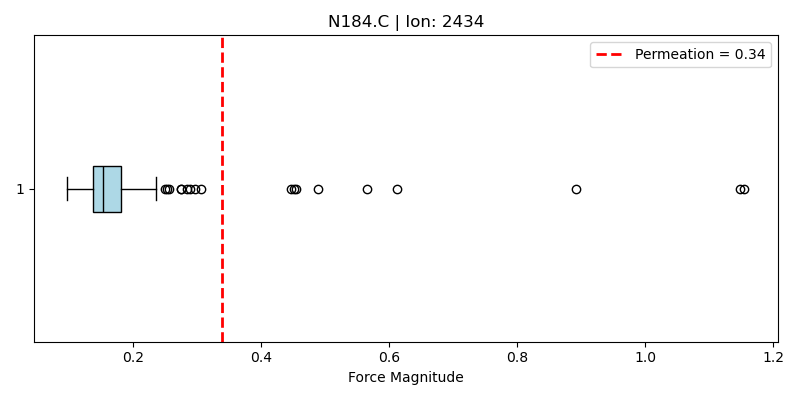 N184.C | Ion: 2434
Permeation = 0.34
1
0.2 0.4 0.6 0.8 1.0 1.2
Force Magnitude